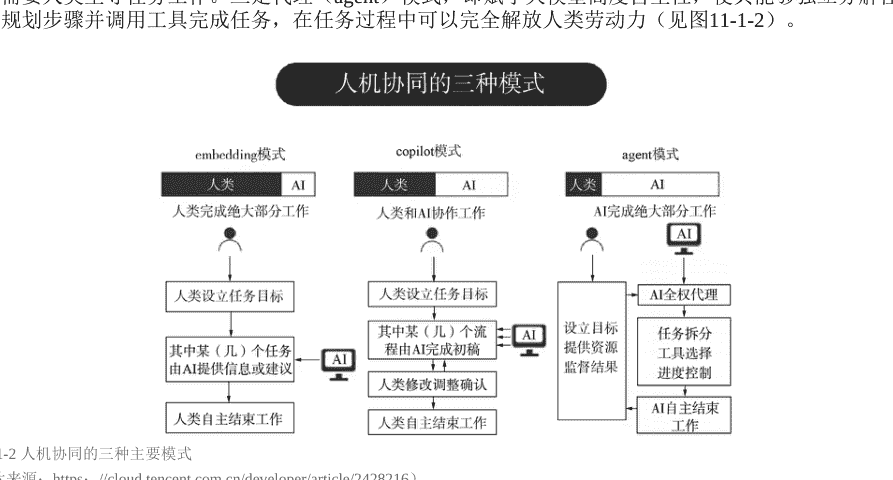 规划步骤并调用工具完成任务，在任务过程中可以完全解放人类劳动力（见图11-1-2）。
人机协同的三种模式
embedding模式
人类 AI
人类完成绝大部分工作
人类设立任务目标
其中某（几）个任务
由AI提供信息或建议
AI
人类自主结束工作
copilot模式
人类 AI
人类和AI协作工作
人类设立任务目标
其中某（几）个流
程由AI完成初稿
AI
人类修改调整确认
人类自主结束工作
agent模式
人类 AI
AI完成绝大部分工作
AI
设立目标
提供资源
监督结果
AI全权代理
任务拆分
工具选择
进度控制
AI自主结束
工作
1-2 人机协同的三种主要模式
来源：https：//cloud.tencent.com.cn/developer/article/2428216）